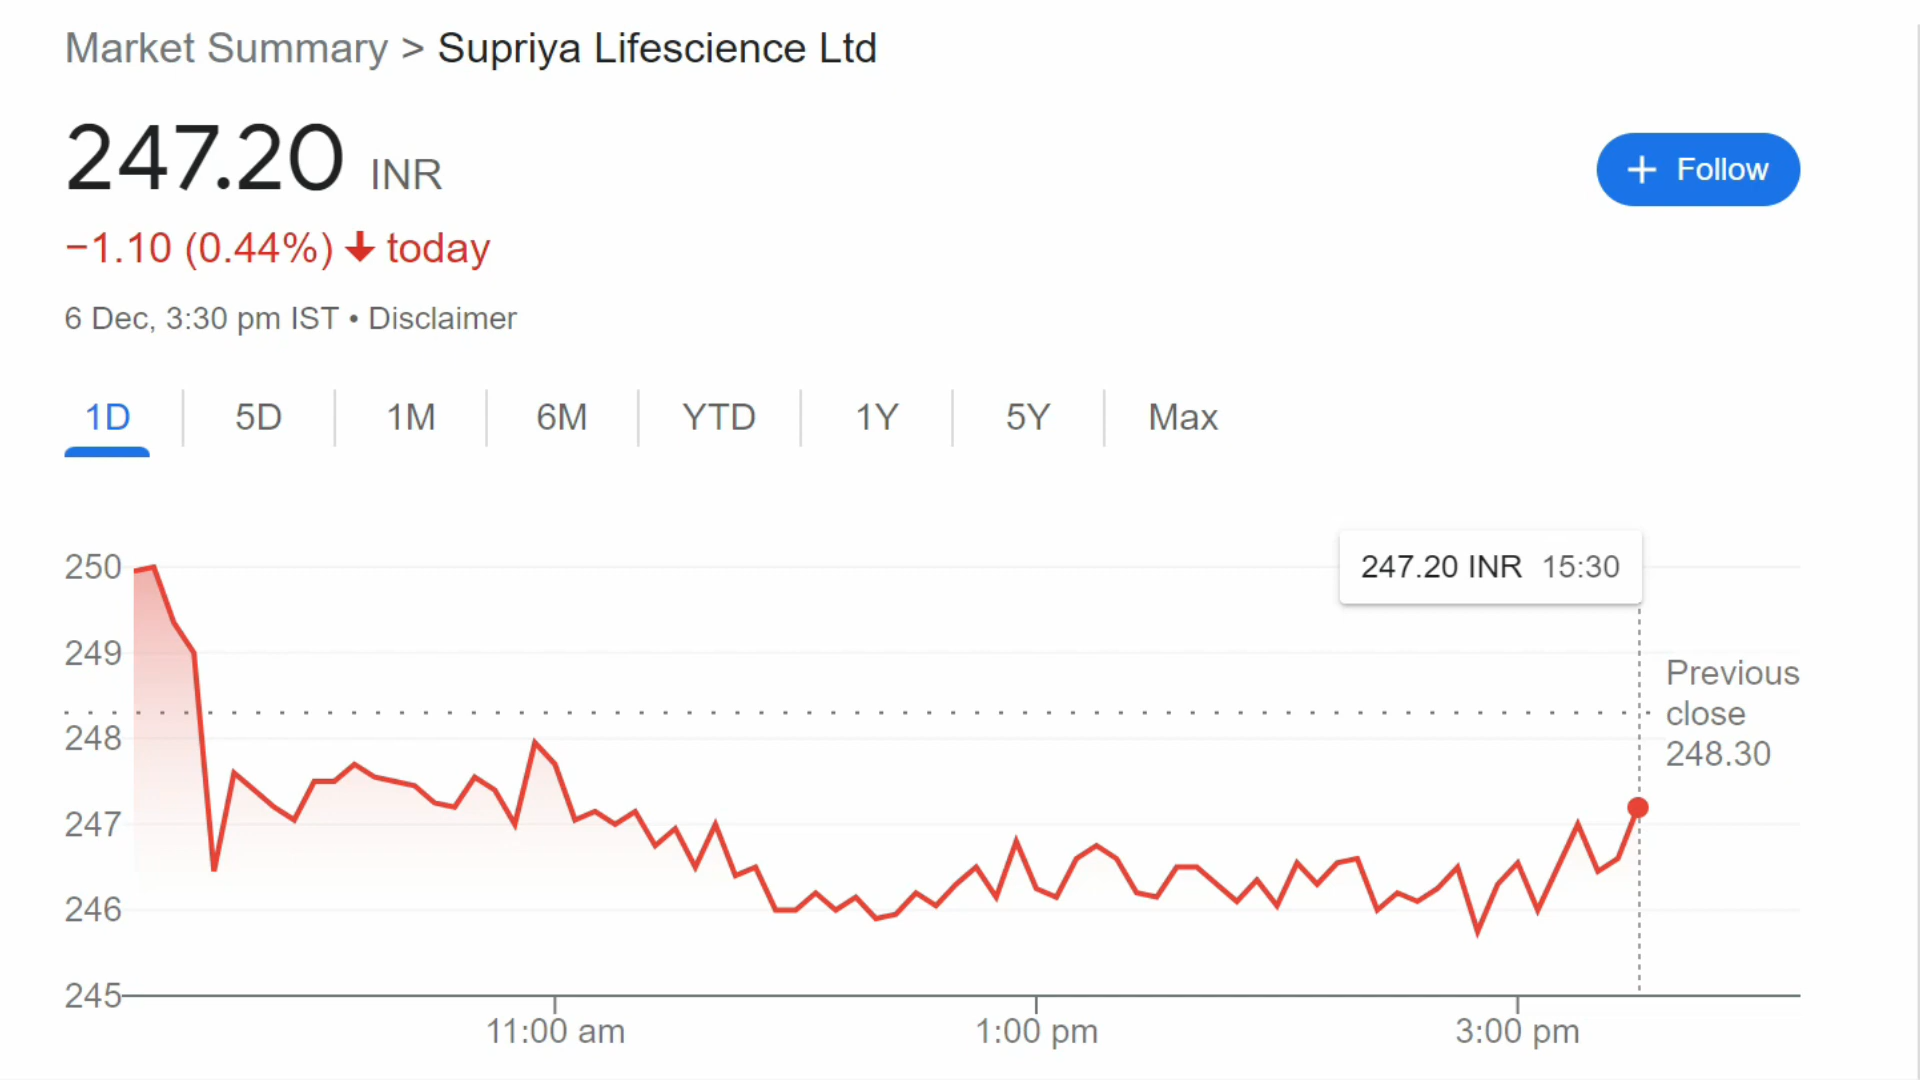 Market Summary > Supriya Lifescience Ltd
247.20 INR
+ Follow
−1.10 (0.44%) ↓ today
6 Dec, 3:30 pm IST • Disclaimer
1D 5D 1M 6M YTD 1Y 5Y Max
247.20 INR 15:30
250
249
248
247
246
245
Previous
close
248.30
11:00 am 1:00 pm 3:00 pm